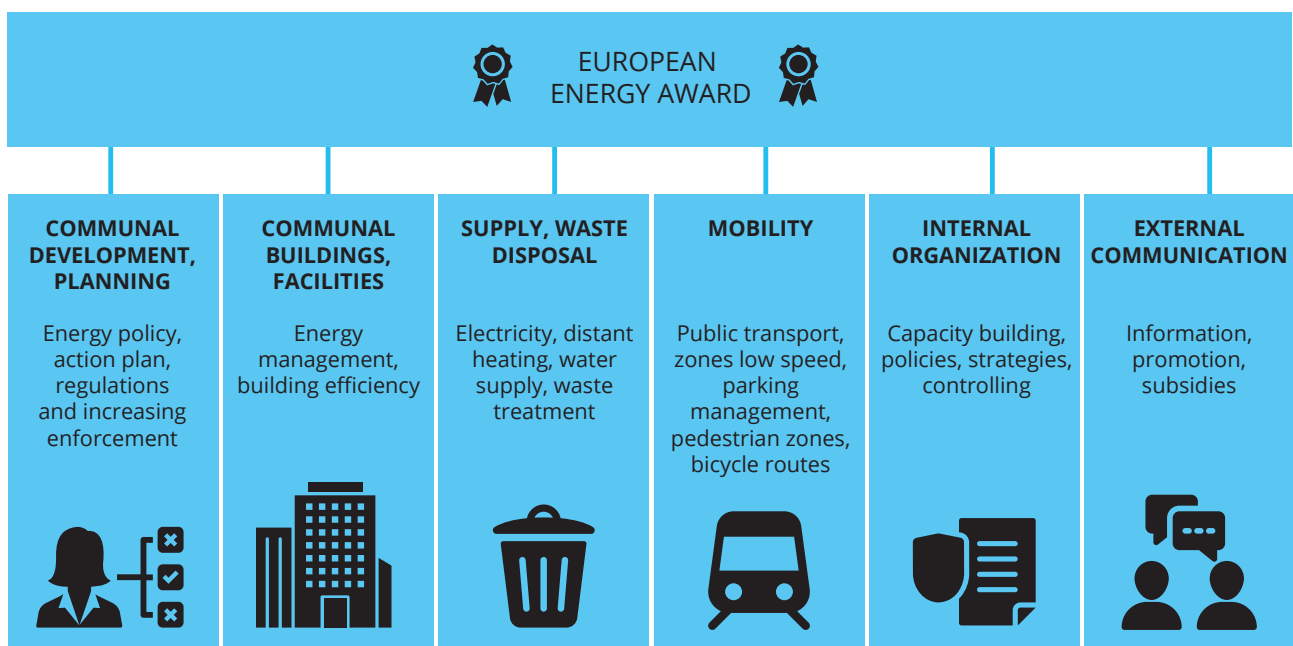 EUROPEAN
ENERGY AWARD
COMMUNAL
DEVELOPMENT,
PLANNING
Energy policy,
action plan,
regulations
and increasing
enforcement
COMMUNAL
BUILDINGS,
FACILITIES
Energy
management,
building efficiency
SUPPLY, WASTE
DISPOSAL
Electricity, distant
heating, water
supply, waste
treatment
MOBILITY
Public transport,
zones low speed,
parking
management,
pedestrian zones,
bicycle routes
INTERNAL
ORGANIZATION
Capacity building,
policies, strategies,
controlling
EXTERNAL
COMMUNICATION
Information,
promotion,
subsidies